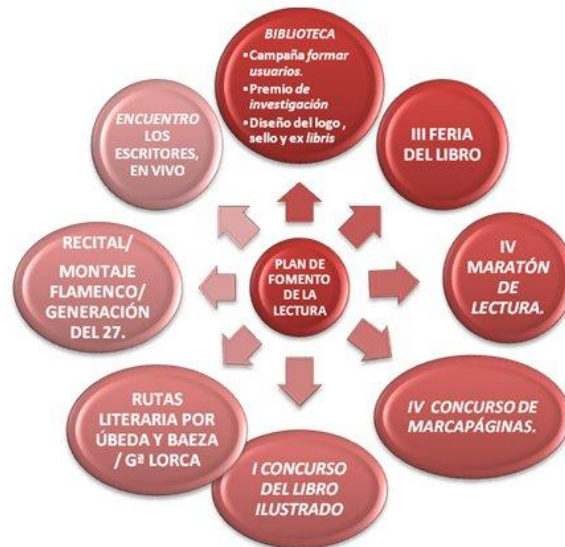 BIBLIOTECA
•Campaña formar
usuarios.
•Premio de
investigación
•Diseño del logo ,
sello y ex libris
III FERIA
DEL LIBRO
IV
MARATÓN
DE
LECTURA.
IV CONCURSO DE
MARCAPÁGINAS.
I CONCURSO
DEL LIBRO
ILUSTRADO
RUTAS
LITERARIA POR
ÚBEDA Y BAEZA
/ Gª LORCA
RECITAL/
MONTAJE
FLAMENCO/
GENERACIÓN
DEL 27.
ENCUENTRO
LOS
ESCRITORES,
EN VIVO
PLAN DE
FOMENTO
DE LA
LECTURA